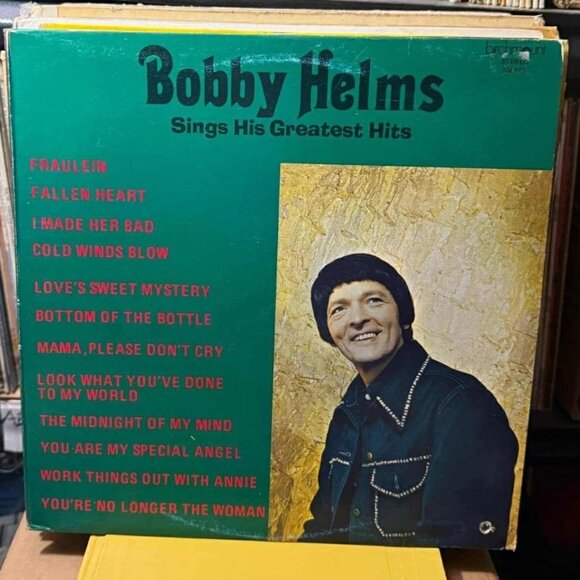 birchmount
STEREO
Bobby Helms
Sings His Greatest Hits
FRAULEIN
FALLEN HEART
I MADE HER BAD
COLD WINDS BLOW
LOVE'S SWEET MYSTERY
BOTTOM OF THE BOTTLE
MAMA, PLEASE DON'T CRY
LOOK WHAT YOU'VE DONE
TO MY WORLD
THE MIDNIGHT OF MY MIND
YOU ARE MY SPECIAL ANGEL
WORK THINGS OUT WITH ANNIE
YOU'RE NO LONGER THE WOMAN